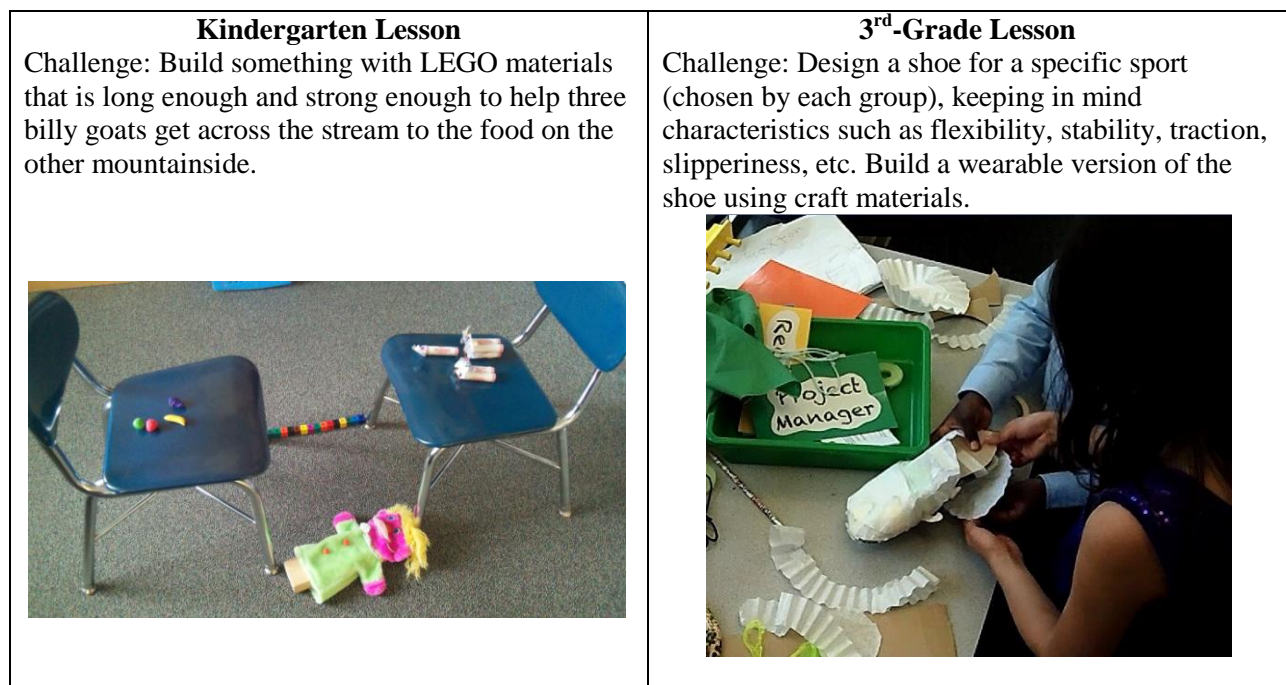 Kindergarten Lesson
Challenge: Build something with LEGO materials
that is long enough and strong enough to help three
billy goats get across the stream to the food on the
other mountainside.
3rd-Grade Lesson
Challenge: Design a shoe for a specific sport
(chosen by each group), keeping in mind
characteristics such as flexibility, stability, traction,
slipperiness, etc. Build a wearable version of the
shoe using craft materials.
Project
Manager